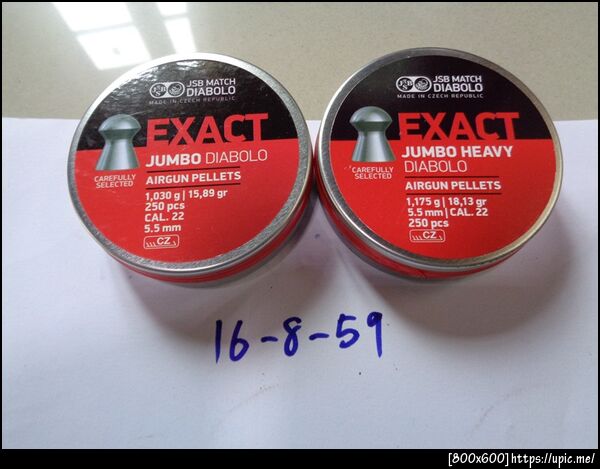 JSB MATCH
DIABOLO
MADE IN CZECH REPUBLIC
EXACT
JUMBO DIABOLO
CAREFULLY
SELECTED
AIRGUN PELLETS
1,030 g | 15,89 gr
250 pcs
CAL. 22
5.5 mm
CZ
JSB MATCH
DIABOLO
MADE IN CZECH REPUBLIC
EXACT
JUMBO HEAVY
DIABOLO
CAREFULLY
SELECTED
AIRGUN PELLETS
1,175 g | 18,13 gr
5.5 mm | CAL. 22
250 pcs
CZ
16-8-59
[800x600]https://upic.me/